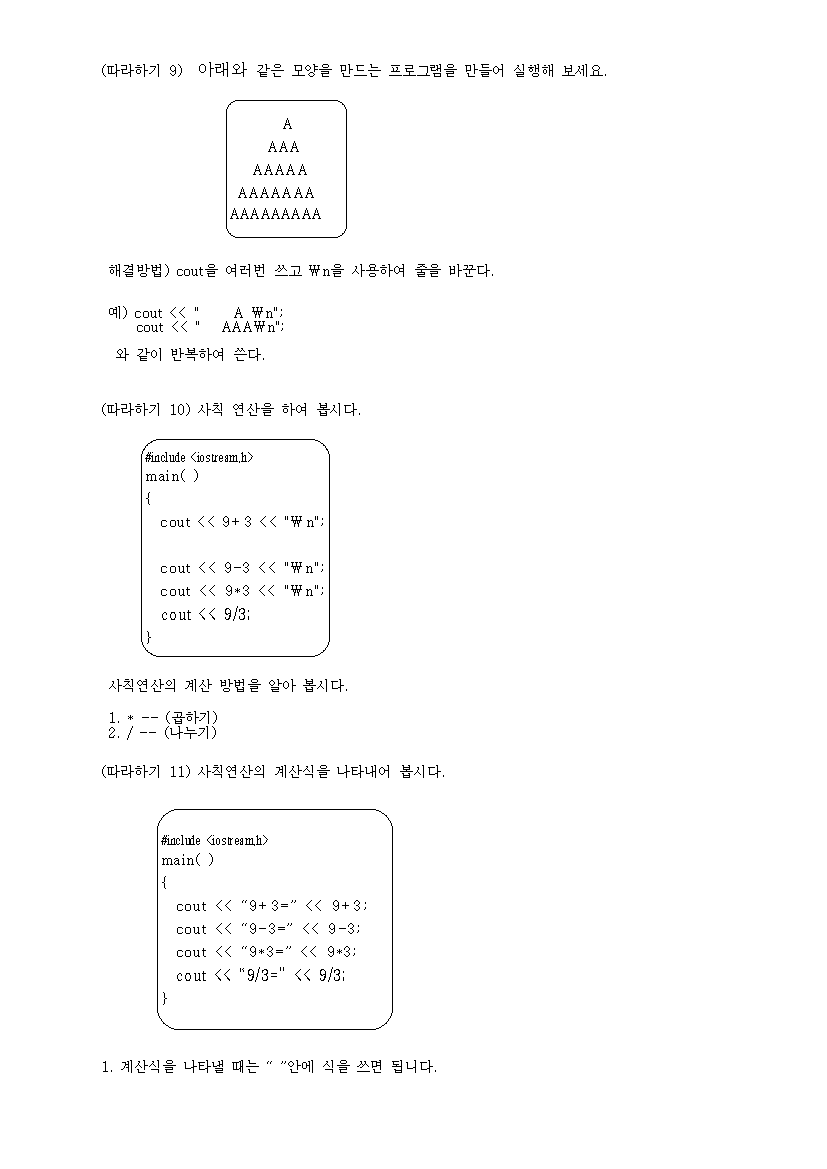 (따라하기 9) 아래와 같은 모양을 만드는 프로그램을 만들어 실행해 보세요.
A
AAA
AAAAA
AAAAAAA
AAAAAAAAA
해결방법) cout을 여러번 쓰고 ₩n을 사용하여 줄을 바꾼다.
예) cout << "     A ₩n";
cout << "   AAA₩n";
와 같이 반복하여 쓴다.
(따라하기 10) 사칙 연산을 하여 봅시다.
#include <iostream.h>
main( )
{
cout << 9+3 << "₩n";
cout << 9-3 << "₩n";
cout << 9*3 << "₩n";
cout << 9/3;
}
사칙연산의 계산 방법을 알아 봅시다.
1. * -- (곱하기)
2. / -- (나누기)
(따라하기 11) 사칙연산의 계산식을 나타내어 봅시다.
#include <iostream.h>
main( )
{
cout << “9+3=” << 9+3;
cout << “9-3=” << 9-3;
cout << “9*3=” << 9*3;
cout << “9/3=" << 9/3;
}
1. 계산식을 나타낼 때는 “ ”안에 식을 쓰면 됩니다.